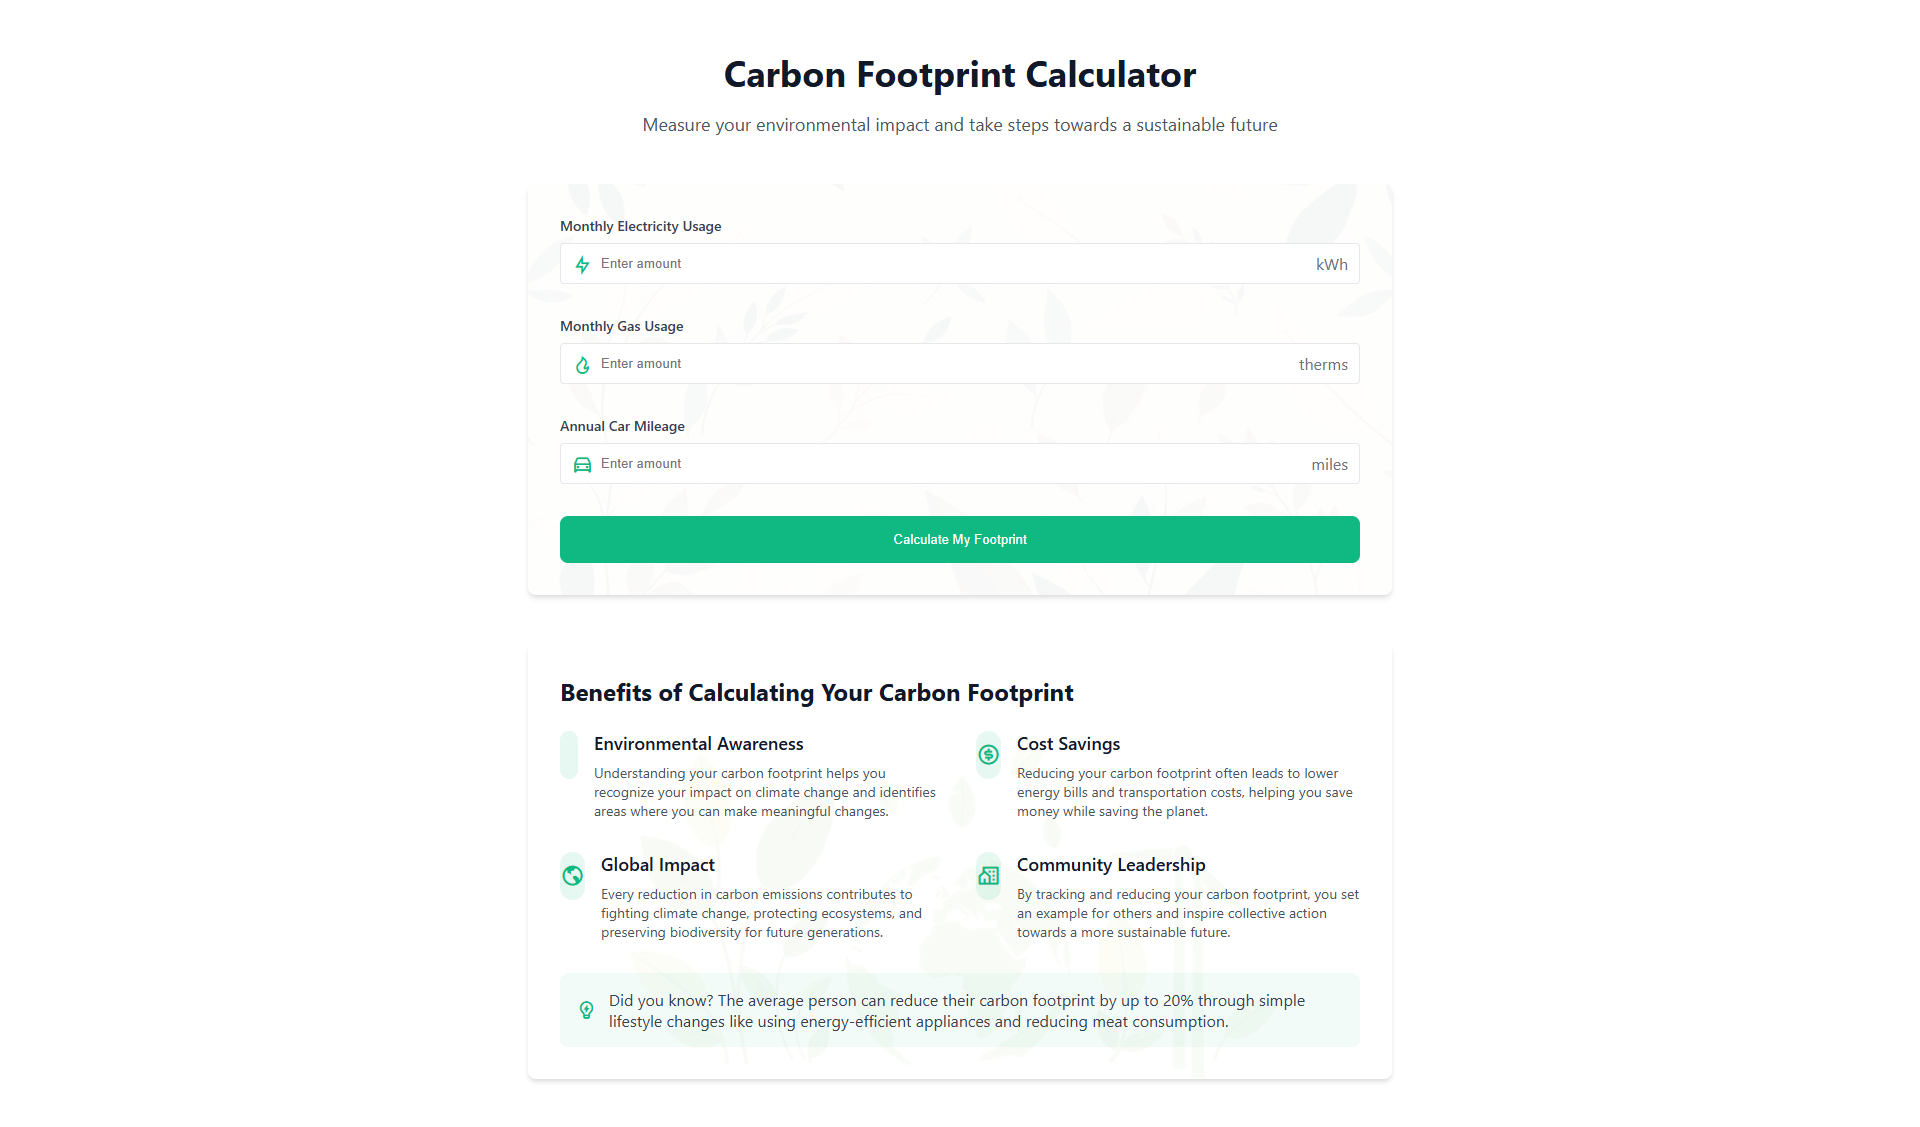 Carbon Footprint Calculator
Measure your environmental impact and take steps towards a sustainable future
Monthly Electricity Usage
Enter amount
kWh
Monthly Gas Usage
Enter amount
therms
Annual Car Mileage
Enter amount
miles
Calculate My Footprint
Benefits of Calculating Your Carbon Footprint
Environmental Awareness
Understanding your carbon footprint helps you
recognize your impact on climate change and identifies
areas where you can make meaningful changes.
Cost Savings
Reducing your carbon footprint often leads to lower
energy bills and transportation costs, helping you save
money while saving the planet.
Global Impact
Every reduction in carbon emissions contributes to
fighting climate change, protecting ecosystems, and
preserving biodiversity for future generations.
Community Leadership
By tracking and reducing your carbon footprint, you set
an example for others and inspire collective action
towards a more sustainable future.
Did you know? The average person can reduce their carbon footprint by up to 20% through simple
lifestyle changes like using energy-efficient appliances and reducing meat consumption.